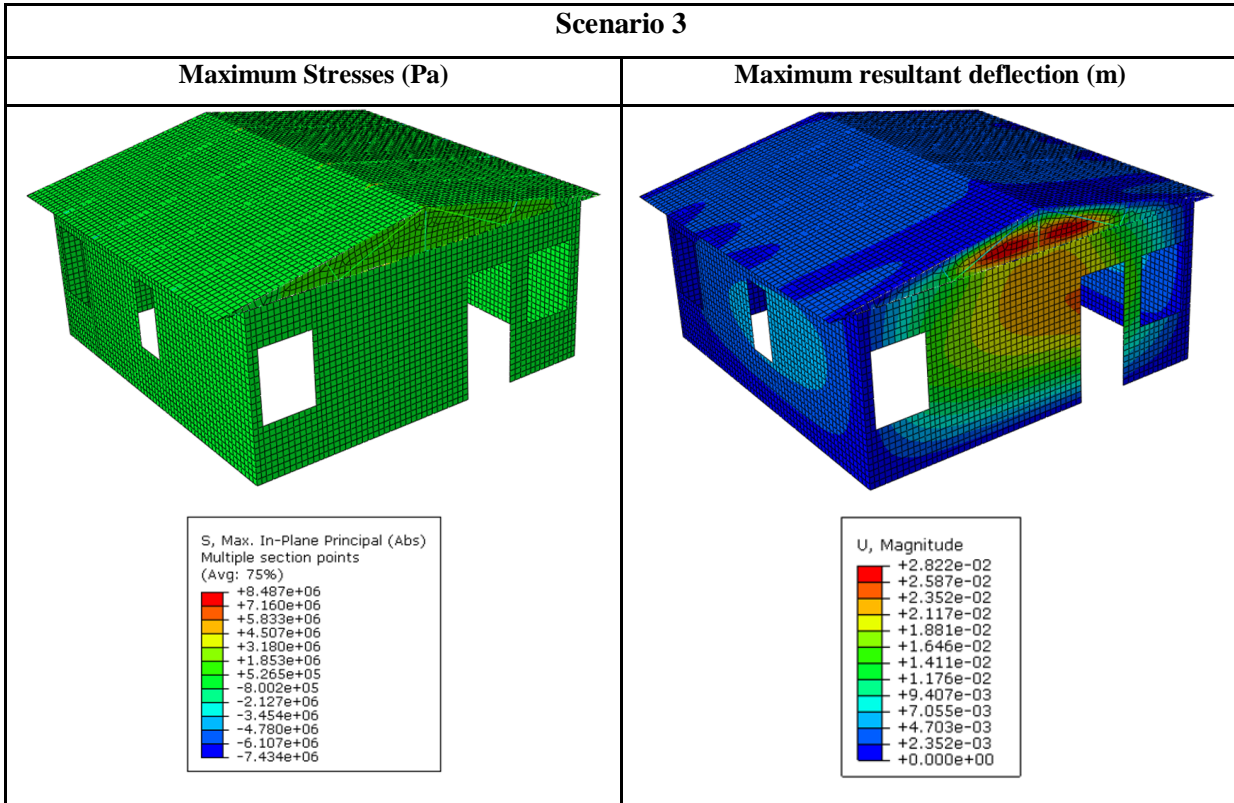 Scenario 3
Maximum Stresses (Pa)
Maximum resultant deflection (m)
S, Max. In-Plane Principal (Abs)
Multiple section points
(Avg: 75%)
+8.487e+06
+7.160e+06
+5.833e+06
+4.507e+06
+3.180e+06
+1.853e+06
+5.265e+05
-8.002e+05
-2.127e+06
-3.454e+06
-4.780e+06
-6.107e+06
-7.434e+06
U, Magnitude
+2.822e-02
+2.587e-02
+2.352e-02
+2.117e-02
+1.881e-02
+1.646e-02
+1.411e-02
+1.176e-02
+9.407e-03
+7.055e-03
+4.703e-03
+2.352e-03
+0.000e+00